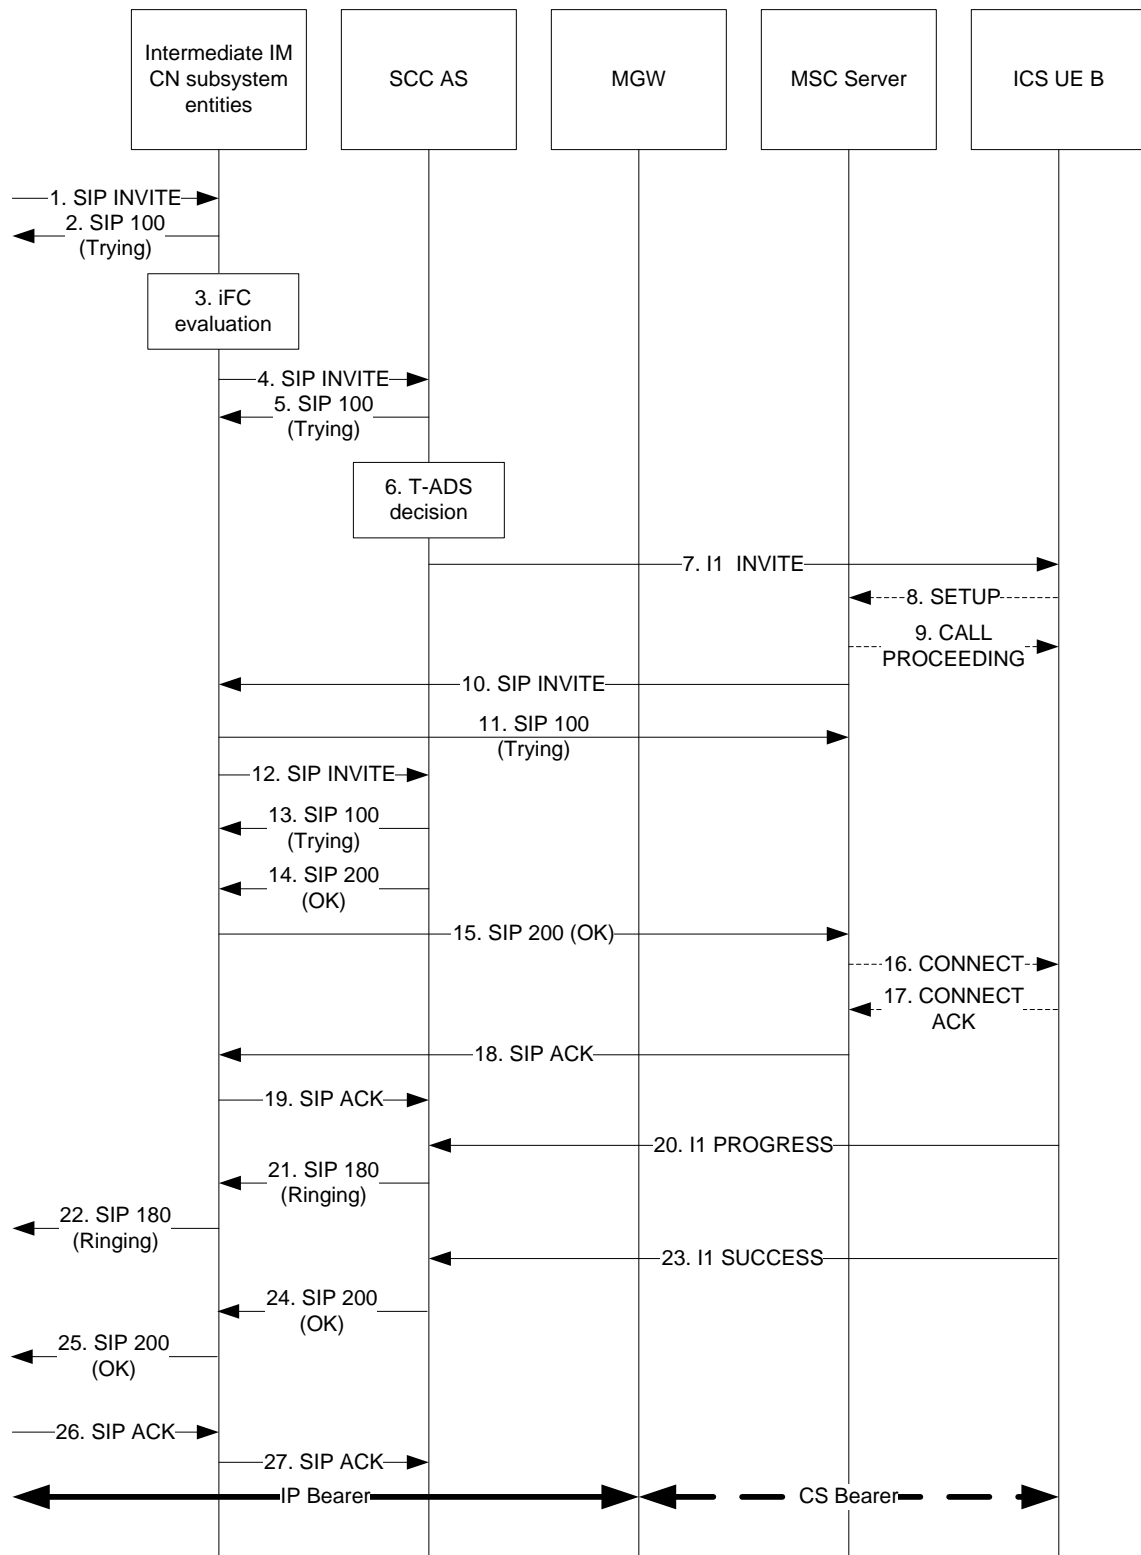 Intermediate IM
CN subsystem
entities
SCC AS
MGW
MSC Server
ICS UE B
1. SIP INVITE
2. SIP 100
(Trying)
3. iFC
evaluation
4. SIP INVITE
5. SIP 100
(Trying)
6. T-ADS
decision
7. I1  INVITE
8. SETUP
9. CALL
PROCEEDING
10. SIP INVITE
11. SIP 100
(Trying)
12. SIP INVITE
13. SIP 100
(Trying)
14. SIP 200
(OK)
15. SIP 200 (OK)
16. CONNECT
17. CONNECT
ACK
18. SIP ACK
19. SIP ACK
20. I1 PROGRESS
21. SIP 180
(Ringing)
22. SIP 180
(Ringing)
23. I1 SUCCESS
24. SIP 200
(OK)
25. SIP 200
(OK)
26. SIP ACK
27. SIP ACK
IP Bearer
CS Bearer